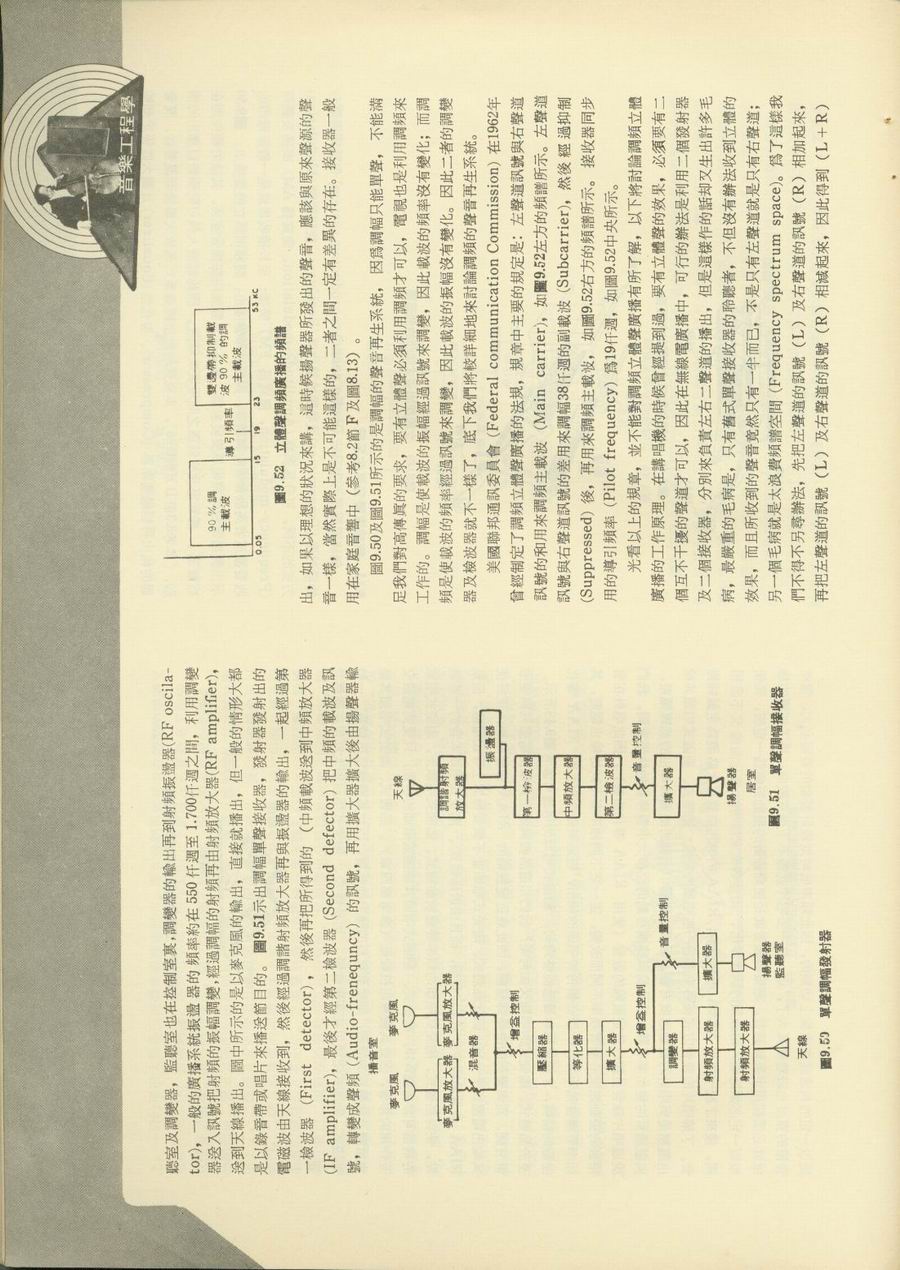 音樂工程學
聽室及調變器，監聽室也在控制室裏，調變器的輸出再到射頻振盪器(RF oscila-
tor)，一般的廣播系統振盪器的 頻率約在 550 仟週至 1.700仟週之間，利用調變
器送入訊號把射頻的振幅調變，經過調幅的射頻再由射頻放大器(RF amplifier)，
送到天線播出。圖中所示的是以麥克風的輸出，直接就播出，但一般的情形大都
是以錄音帶或唱片來播送節目的。 圖9.51示出調幅單聲接收器，發射器發射出的
電磁波由天線接收到，然後經過調諧射頻放大器再與振盪器的輸出，一起經過第
一檢波器（First detector），然後再把所得到的 （中頻載波送到中頻放大器
(IF amplifier)，最後才經第二檢波器（Second defector）把中頻的載波及訊
號，轉變成聲頻（Audio-frenequncy）的訊號，再用擴大器擴大後由揚聲器輸
播音室
麥克風
麥克風
麥克風放大器
麥克風放大器
混音器
增益控制
壓縮器
等化器
擴大器
增益控制
調變器
音量控制
射頻放大器
擴大器
射頻放大器
揚聲器
監聽室
天線
圖9.50 單聲調幅發射器
天線
調諧射頻
放大器
振盪器
第一檢波器
中頻放大器
第二檢波器
音量控制
擴大器
揚聲器
居室
圖9.51 單聲調幅接收器
90 %調
主載波
導引頻率
雙邊帶抑制載
波 90 % 的調
主載波
0.05 15 19 23 53 KC
圖9.52 立體聲調頻廣播的頻譜
出，如果以理想的狀況來講，這時候揚聲器所發出的聲音，應該與原來聲源的聲
音一樣，當然實際上是不可能這樣的，二者之間一定有差異的存在。接收器一般
用在家庭音響中（參考8.2節 F 及圖8.13）。
圖9.50及圖9.51所示的是調幅的聲音再生系統，因爲調幅只能單聲，不能滿
足我們對高傳眞的要求，要有立體聲必須利用調頻才可以，電視也是利用調頻來
工作的。調幅是使載波的振幅經過訊號來調變，因此載波的頻率沒有變化；而調
頻是使載波的頻率經過訊號來調變，因此載波的振幅沒有變化。因此二者的調變
器及檢波器就不一樣了，底下我們將較詳細地來討論調頻的聲音再生系統。
美國聯邦通訊委員會（Federal communication Commission）在1962年
曾經制定了調頻立體聲廣播的法規，規章中主要的規定是：左聲道訊號與右聲道
訊號的和用來調頻主載波 （Main carrier），如圖9.52左方的頻譜所示。左聲道
訊號與右聲道訊號的差用來調幅38仟週的副載波（Subcarrier)，然後 經 過抑制
(Suppressed）後，再用來調頻主載波， 如圖9.52右方的頻譜所示。 接收器同步
用的導引頻率（Pilot frequency）爲19仟週，如圖9.52中央所示。
光看以上的規章，並不能對調頻立體聲廣播有所了解，以下將討論調頻立體
廣播的工作原理。在講唱機的時候曾經提到過，要有立體聲的效果，必須要有二
個互不干擾的聲道才可以，因此在無線電廣播中，可行的辦法是利用二個發射器
及二個接收器，分別來負責左右二聲道的播出，但是這樣作的話却又生出許多毛
病，最嚴重的毛病是，只有舊式單聲接收器的聆聽者，不但沒有辦法收到立體的
效果，而且所收到的聲音竟然只有一半而已，不是只有左聲道就是只有右聲道；
另一個毛病就是太浪費頻譜空間（Frequency spectrum space)。爲了這樣我
們不得不另尋辦法，先把左聲道的訊號（L）及右聲道的訊號（R）相加起來，
再把左聲道的訊號（L）及右聲道的訊號（R）相減起來，因此得到（L＋R）